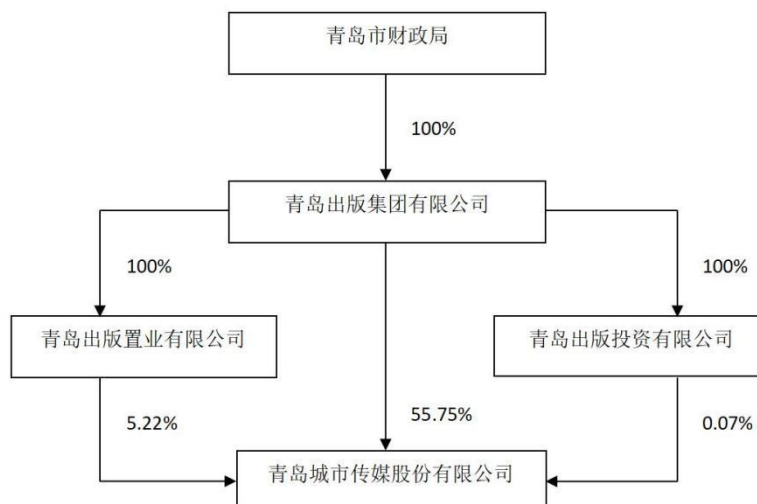 青岛市财政局
100%
青岛出版集团有限公司
100%
100%
青岛出版置业有限公司
青岛出版投资有限公司
5.22%
55.75%
0.07%
青岛城市传媒股份有限公司